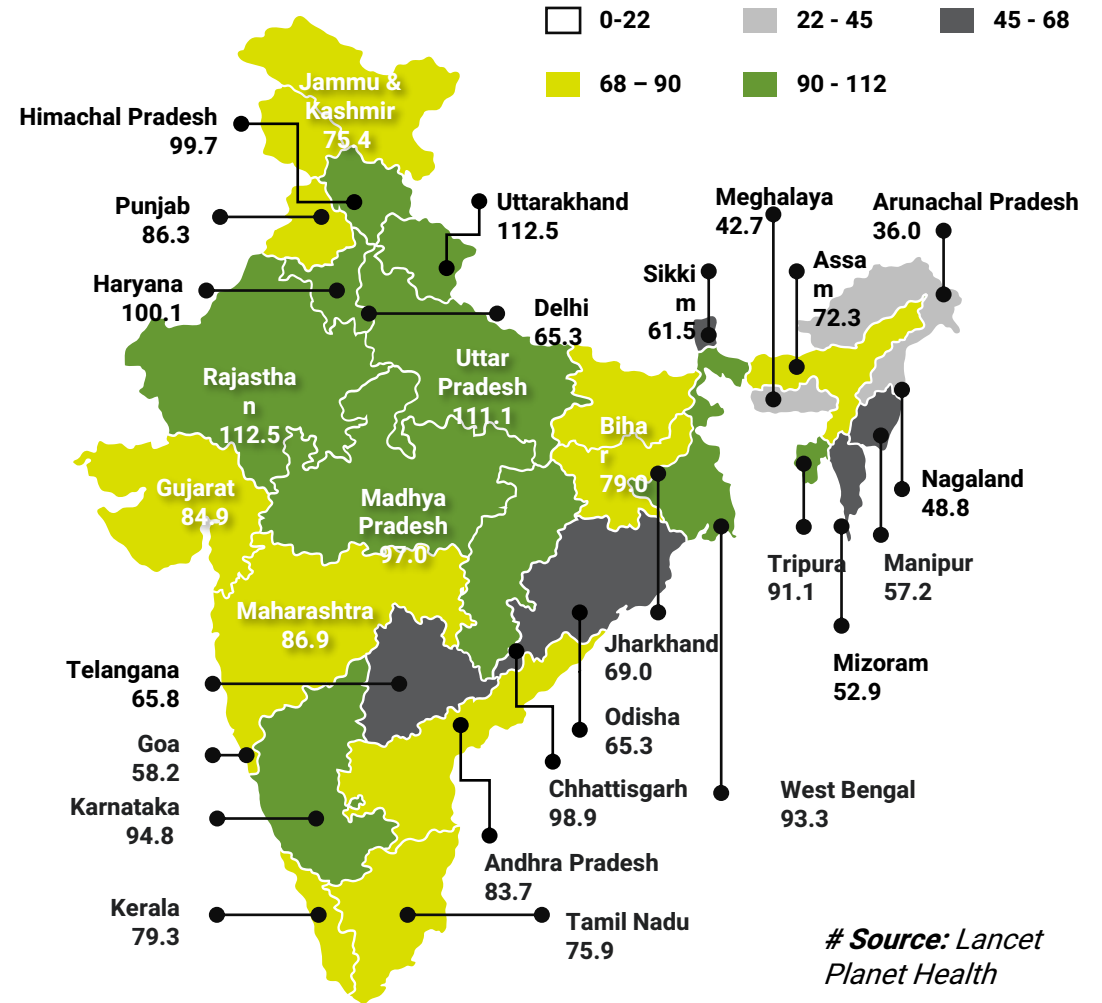 0-22
22 - 45
45 - 68
68 – 90
90 - 112
Jammu &
Kashmir
75.4
Himachal Pradesh
99.7
Punjab
86.3
Uttarakhand
112.5
Meghalaya
42.7
Arunachal Pradesh
36.0
Sikki
m
61.5
Assa
m
72.3
Haryana
100.1
Delhi
65.3
Rajastha
n
112.5
Uttar
Pradesh
111.1
Biha
r
79.0
Gujarat
84.9
Madhya
Pradesh
97.0
Nagaland
48.8
Tripura
91.1
Manipur
57.2
Maharashtra
86.9
Jharkhand
69.0
Mizoram
52.9
Telangana
65.8
Odisha
65.3
Goa
58.2
Chhattisgarh
98.9
West Bengal
93.3
Karnataka
94.8
Andhra Pradesh
83.7
Kerala
79.3
Tamil Nadu
75.9
# Source: Lancet
Planet Health